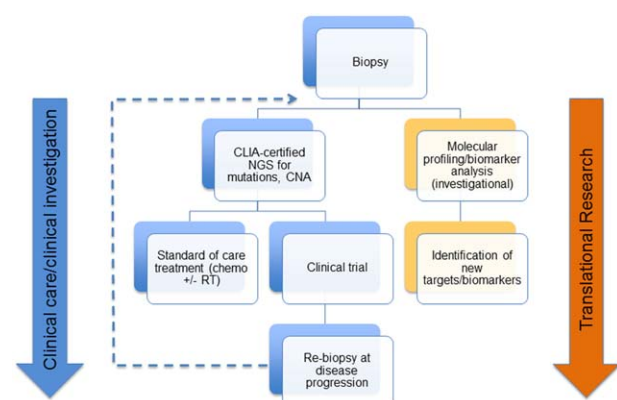 Biopsy
Clinical care/clinical investigation
Translational Research
CLIA-certified
NGS for
mutations, CNA
Molecular
profiling/biomarker
analysis
(investigational)
Standard of care
treatment (chemo
+/- RT)
Clinical trial
Identification of
new
targets/biomarkers
Re-biopsy at
disease
progression